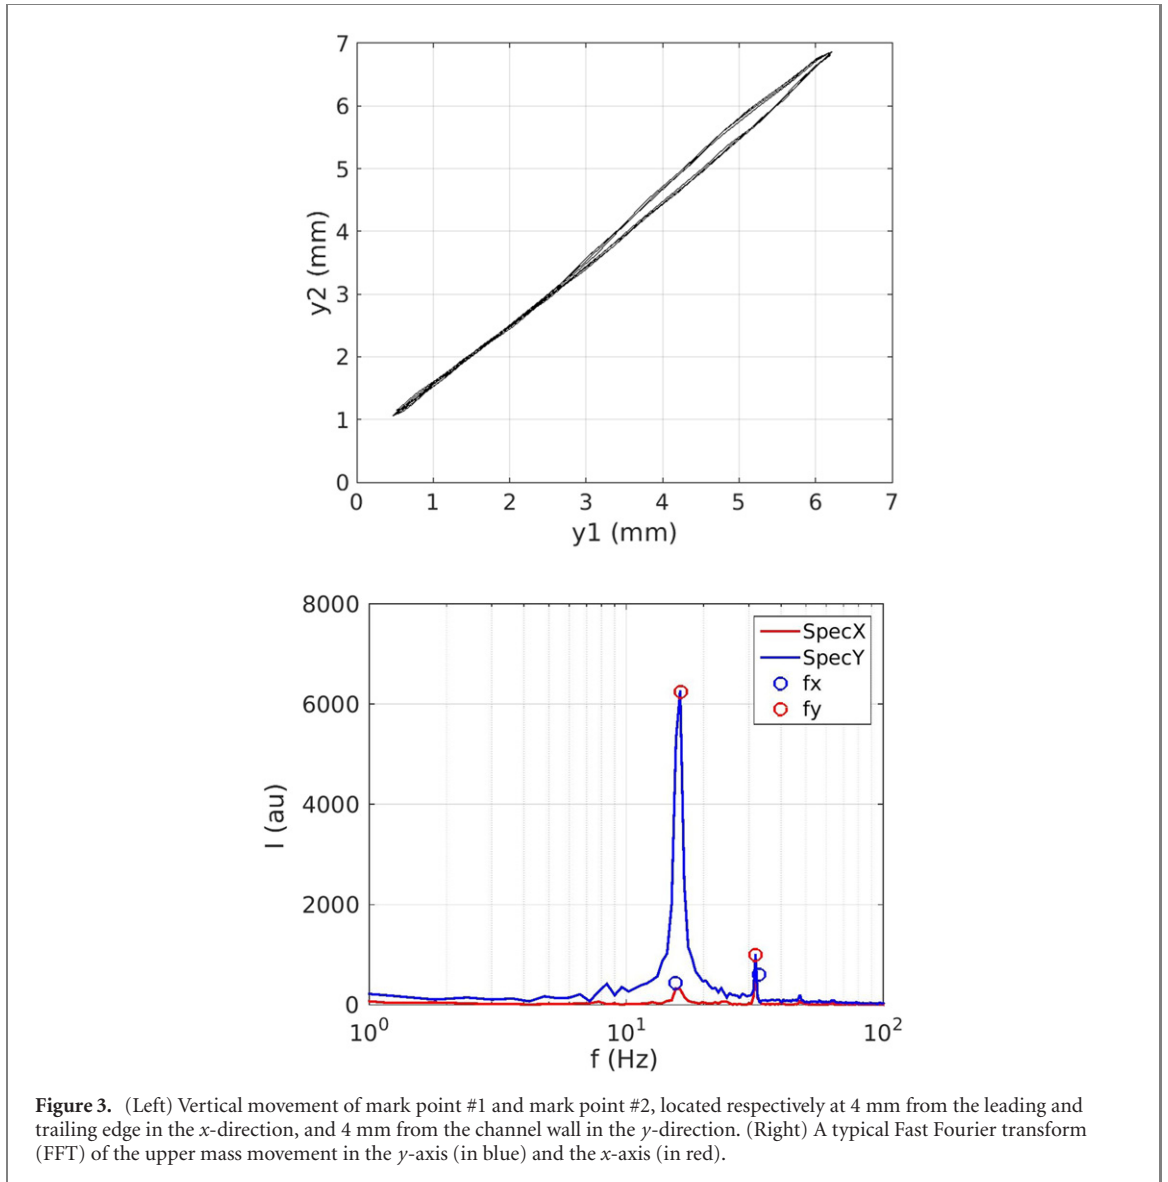 7
6
5
4
3
2
1
0
y2 (mm)
0 1 2 3 4 5 6 7
y1 (mm)
8000
6000
4000
2000
0
I (au)
SpecX
SpecY
fx
fy
10^0 10^1 10^2
f (Hz)
Figure 3. (Left) Vertical movement of mark point #1 and mark point #2, located respectively at 4 mm from the leading and
trailing edge in the x-direction, and 4 mm from the channel wall in the y-direction. (Right) A typical Fast Fourier transform
(FFT) of the upper mass movement in the y-axis (in blue) and the x-axis (in red).